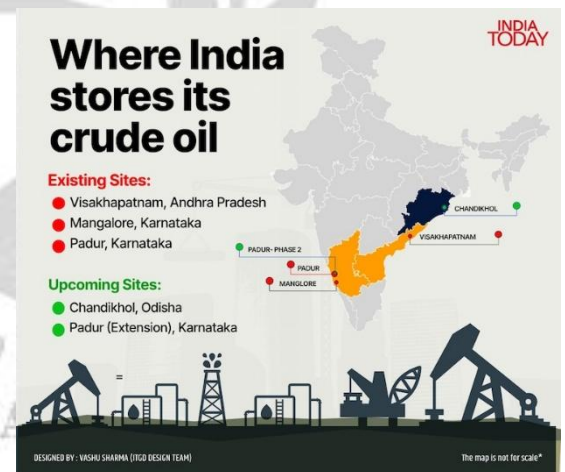 INDIA
TODAY
Where India
stores its
crude oil
Existing Sites:
Visakhapatnam, Andhra Pradesh
Mangalore, Karnataka
Padur, Karnataka
Upcoming Sites:
Chandikhol, Odisha
Padur (Extension), Karnataka
CHANDIKHOL
VISAKHAPATNAM
PADUR- PHASE 2
PADUR
MANGLORE
=
DESIGNED BY : VASHU SHARMA (ITGD DESIGN TEAM)
The map is not for scale*